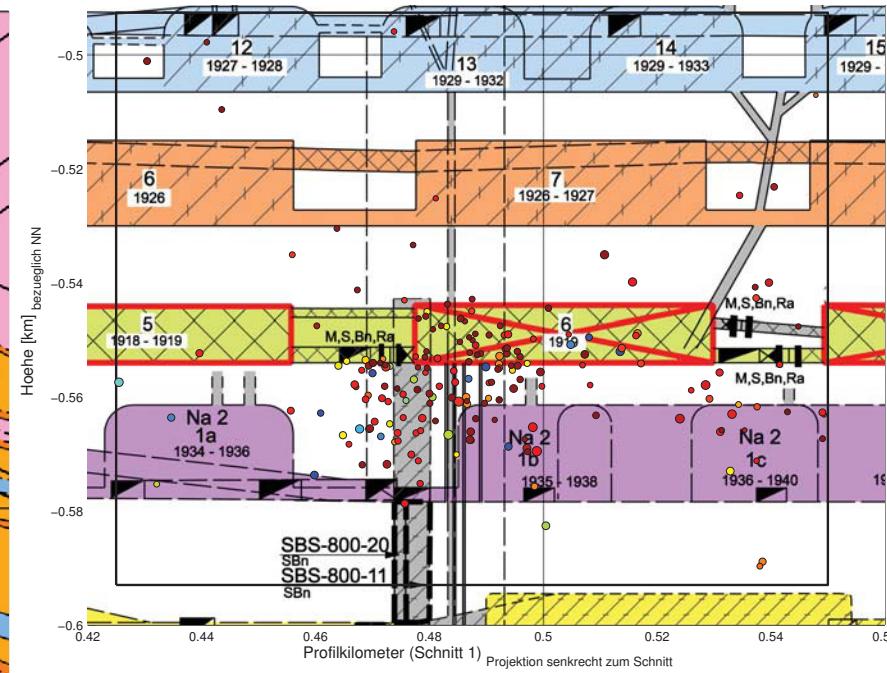 −0.5
−0.52
−0.54
−0.56
−0.58
−0.6
Hoehe [km] bezueglich NN
12
1927 - 1928
13
1929 - 1932
14
1929 - 1933
15
1929 -
6
1926
7
1926 - 1927
5
1918 - 1919
M,S,Bn,Ra
6
M,S,Bn,Ra
M,S,Bn,Ra
Na 2
1a
1934 - 1936
Na 2
1b
1935 - 1938
Na 2
1c
1936 - 1940
19
SBS-800-20
SBn
SBS-800-11
SBn
0.42 0.44 0.46 0.48 0.5 0.52 0.54
Profilkilometer (Schnitt 1) Projektion senkrecht zum Schnitt